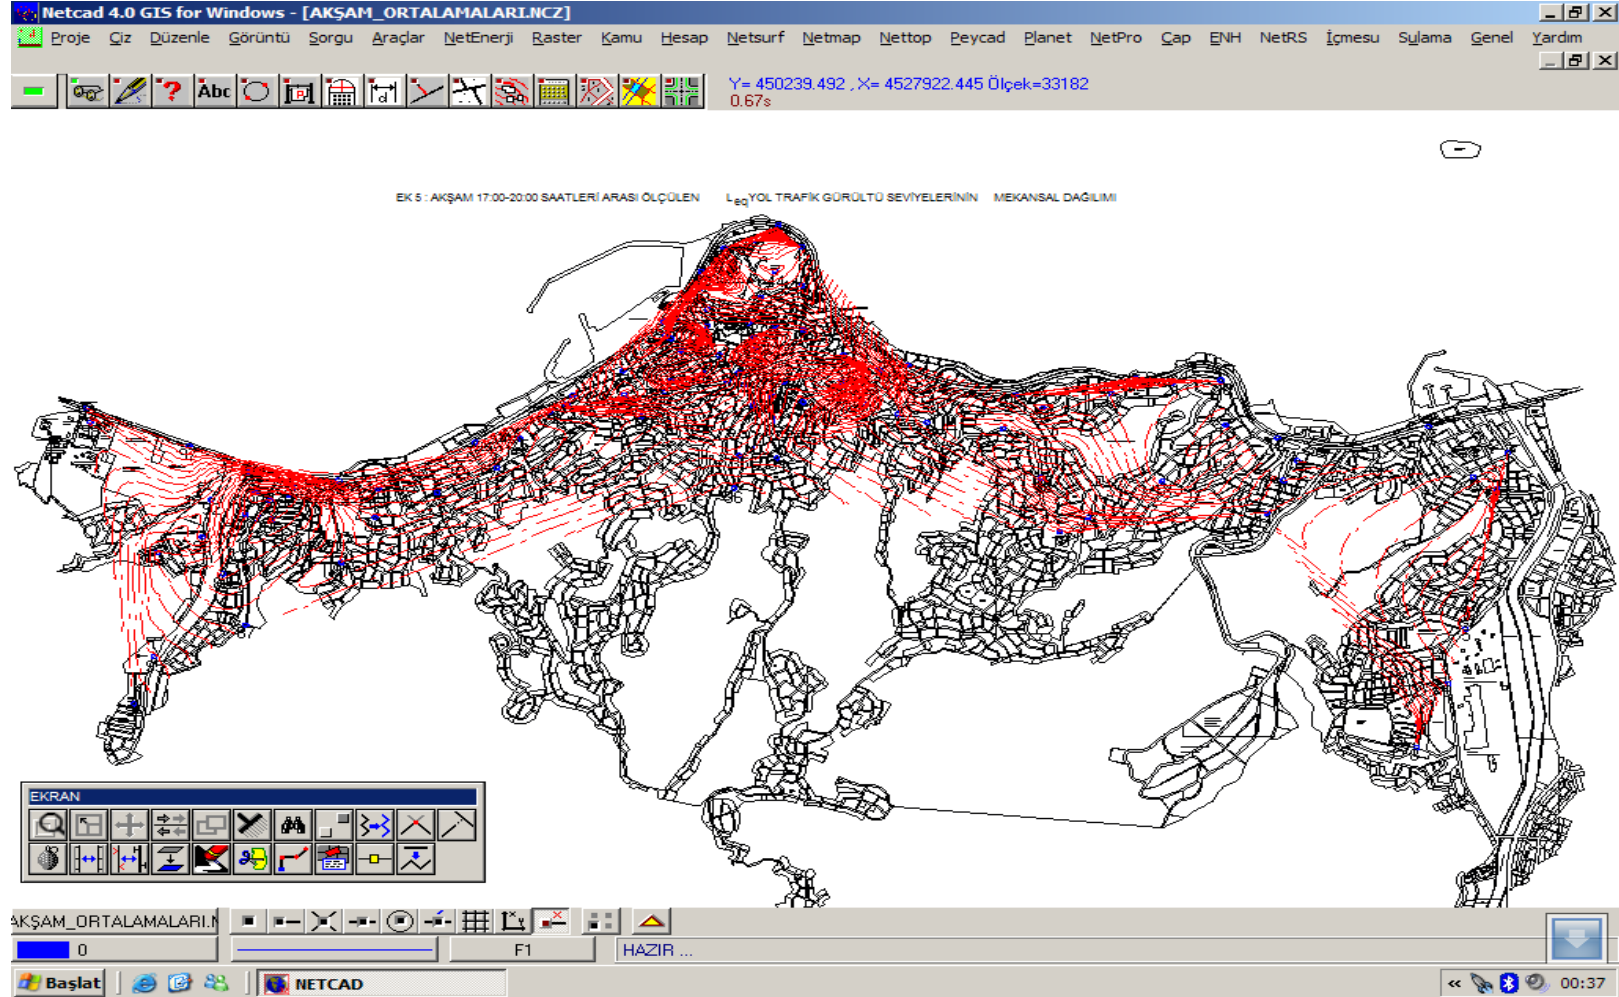 Netcad 4.0 GIS for Windows - [AKŞAM_ORTALAMALARI.NCZ]
Proje Çiz Düzenle Görüntü Sorgu Araçlar NetEnerji Raster Kamu Hesap Netsurf Netmap Nettop Peycad Planet NetPro Çap ENH NetRS İçmesu Sulama Genel Yardım
Abc Y= 450239.492 , X= 4527922.445 Ölçek=33182
0.67s
EK 5 : AKŞAM 17:00-20:00 SAATLERİ ARASI ÖLÇÜLEN Leq YOL TRAFİK GÜRÜLTÜ SEVİYELERİNİN MEKANSAL DAĞILIMI
EKRAN
AKŞAM_ORTALAMALARI.N
0 F1 HAZIR ...
Başlat NETCAD « 00:37